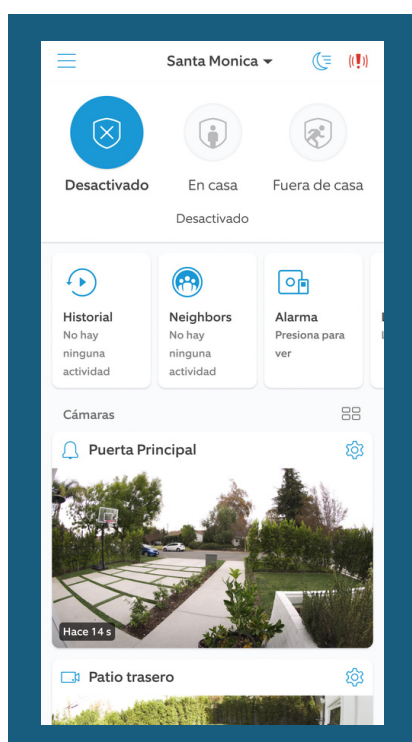 Santa Monica
Desactivado En casa Fuera de casa
Desactivado
Historial
No hay
ninguna
actividad
Neighbors
No hay
ninguna
actividad
Alarma
Presiona para
ver
Cámaras
Puerta Principal
Hace 14 s
Patio trasero